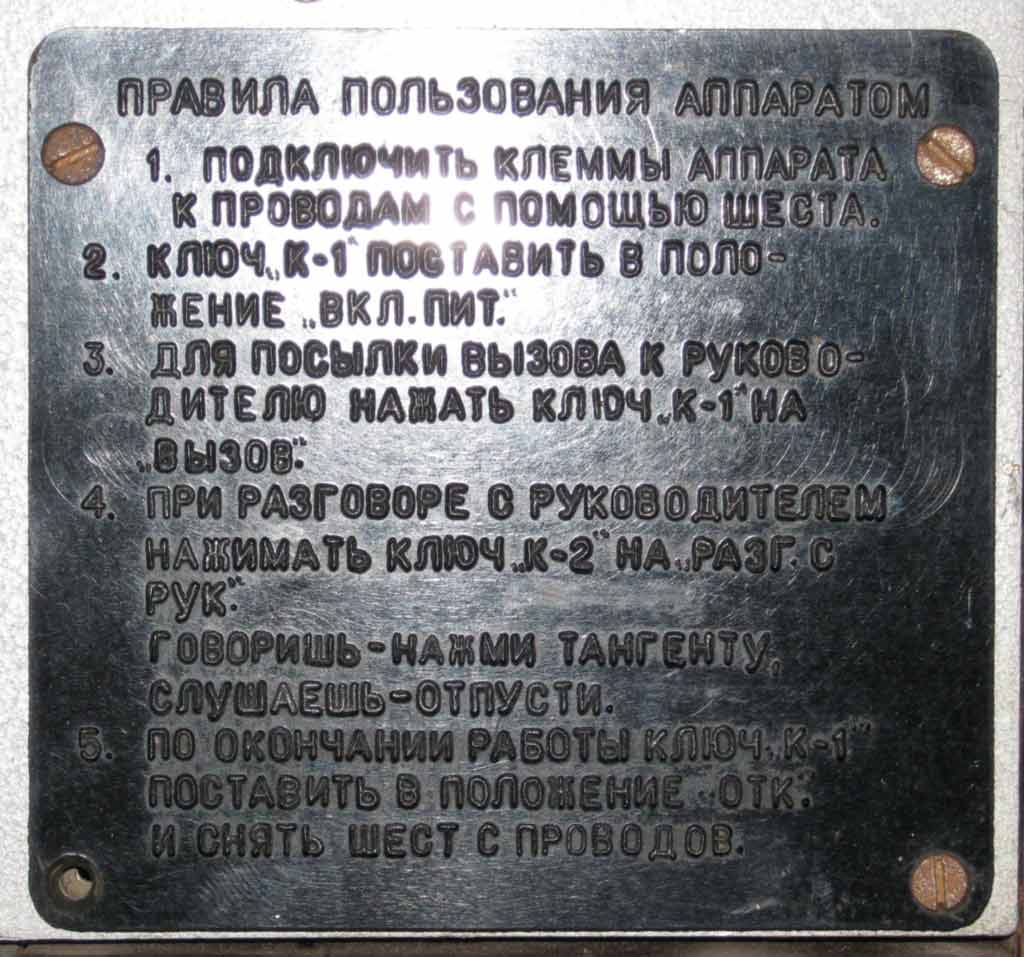 ПРАВИЛА ПОЛЬЗОВАНИЯ АППАРАТОМ
1. ПОДКЛЮЧИТЬ КЛЕММЫ АППАРАТА
К ПРОВОДАМ С ПОМОЩЬЮ ШЕСТА.
2. КЛЮЧ „К-1“ ПОСТАВИТЬ В ПОЛО-
ЖЕНИЕ „ВКЛ. ПИТ.“
3. ДЛЯ ПОСЫЛКИ ВЫЗОВА К РУКОВО-
ДИТЕЛЮ НАЖАТЬ КЛЮЧ „К-1“ НА
„ВЫЗОВ“.
4. ПРИ РАЗГОВОРЕ С РУКОВОДИТЕЛЕМ
НАЖИМАТЬ КЛЮЧ „К-2“ НА „РАЗГ. С
РУК“.
ГОВОРИШЬ-НАЖМИ ТАНГЕНТУ,
СЛУШАЕШЬ-ОТПУСТИ.
5. ПО ОКОНЧАНИИ РАБОТЫ КЛЮЧ „К-1“
ПОСТАВИТЬ В ПОЛОЖЕНИЕ „ОТК“.
И СНЯТЬ ШЕСТ С ПРОВОДОВ.